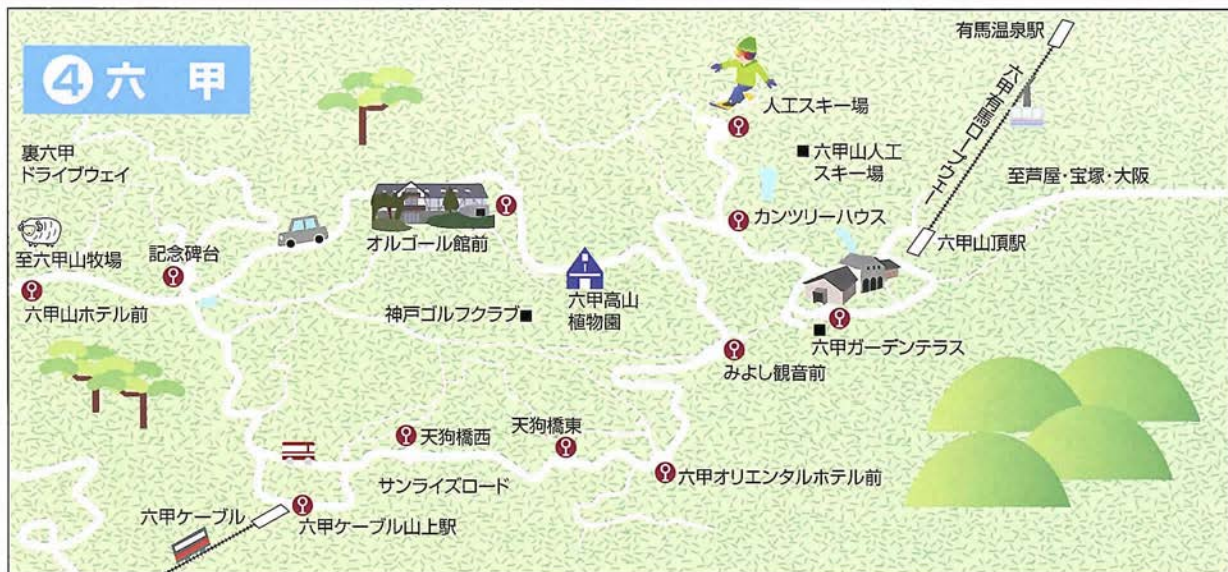 ④六甲
有馬温泉駅
六甲有馬ロープウェー
人工スキー場
六甲山人工
スキー場
至芦屋・宝塚・大阪
裏六甲
ドライブウェイ
カンツリーハウス
六甲山頂駅
オルゴール館前
至六甲山牧場
記念碑台
六甲山ホテル前
神戸ゴルフクラブ
六甲高山
植物園
六甲ガーデンテラス
みよし観音前
天狗橋西
天狗橋東
六甲オリエンタルホテル前
サンライズロード
六甲ケーブル
六甲ケーブル山上駅